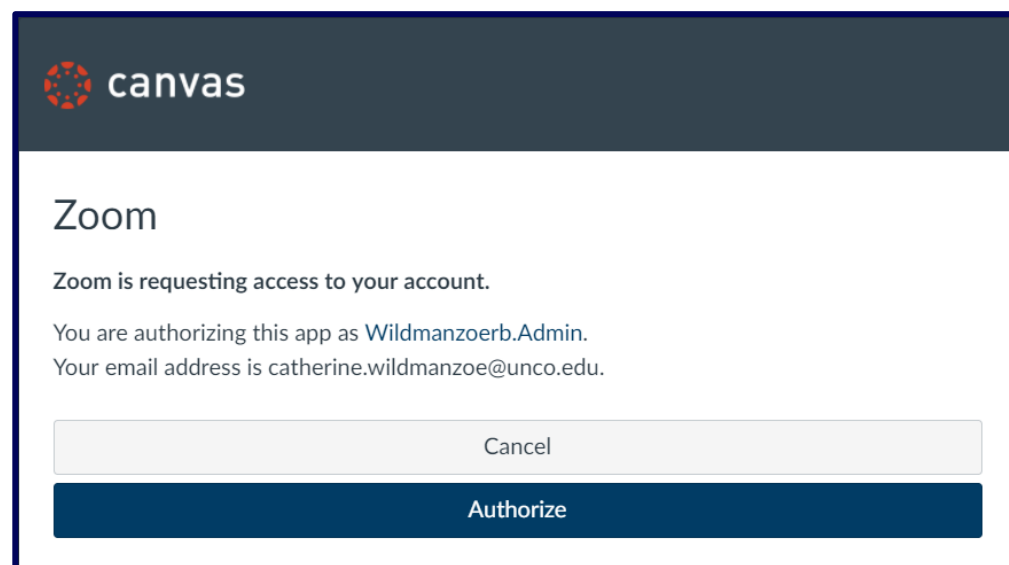 canvas
Zoom
Zoom is requesting access to your account.
You are authorizing this app as Wildmanzoerb.Admin.
Your email address is catherine.wildmanzoe@unco.edu.
Cancel
Authorize